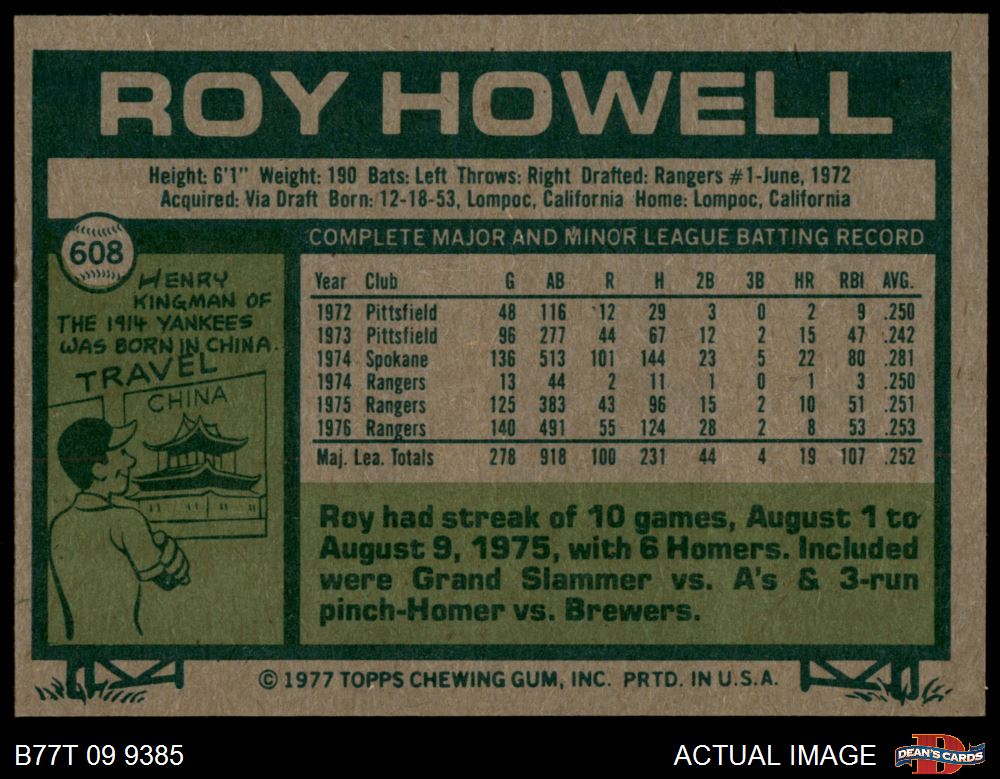 ROY HOWELL
Height: 6'1" Weight: 190 Bats: Left Throws: Right Drafted: Rangers #1-June, 1972
Acquired: Via Draft Born: 12-18-53, Lompoc, California Home: Lompoc, California
608
HENRY
KINGMAN OF
THE 1914 YANKEES
WAS BORN IN CHINA.
TRAVEL
CHINA
COMPLETE MAJOR AND MINOR LEAGUE BATTING RECORD
Year Club G AB R H 2B 3B HR RBI AVG.
1972 Pittsfield 48 116 12 29 3 0 2 9 .250
1973 Pittsfield 96 277 44 67 12 2 15 47 .242
1974 Spokane 136 513 101 144 23 5 22 80 .281
1974 Rangers 13 44 2 11 1 0 1 3 .250
1975 Rangers 125 383 43 96 15 2 10 51 .251
1976 Rangers 140 491 55 124 28 2 8 53 .253
Maj. Lea. Totals 278 918 100 231 44 4 19 107 .252
Roy had streak of 10 games, August 1 to
August 9, 1975, with 6 Homers. Included
were Grand Slammer vs. A's & 3-run
pinch-Homer vs. Brewers.
© 1977 TOPPS CHEWING GUM, INC. PRTD. IN U.S.A.
B77T 09 9385
ACTUAL IMAGE
D
DEAN'S CARDS